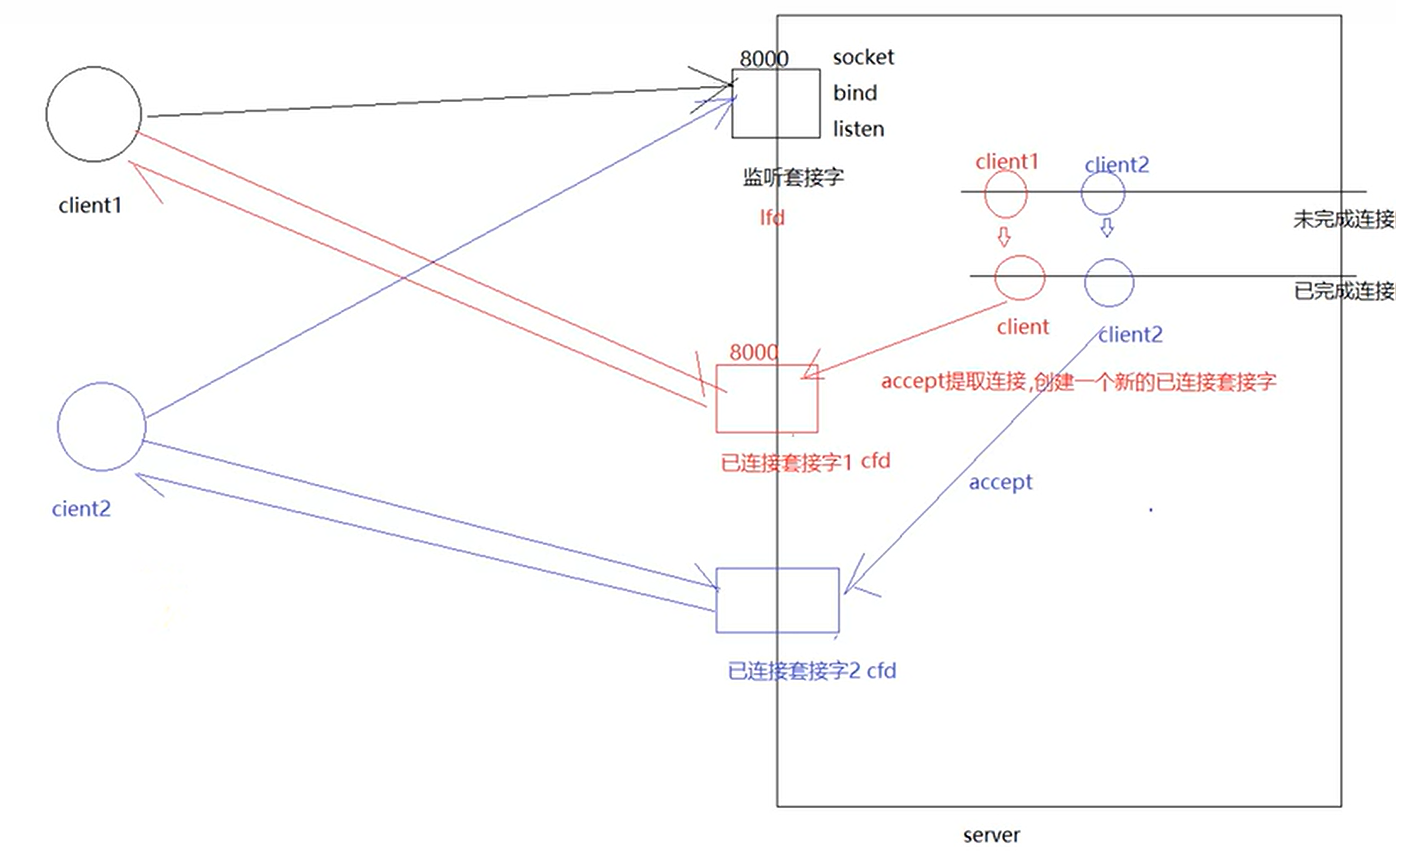 8000
socket
bind
listen
监听套接字
lfd
client1
client1
client2
未完成连接
client
client2
已完成连接
8000
accept提取连接,创建一个新的已连接套接字
已连接套接字1 cfd
accept
cient2
已连接套接字2 cfd
server